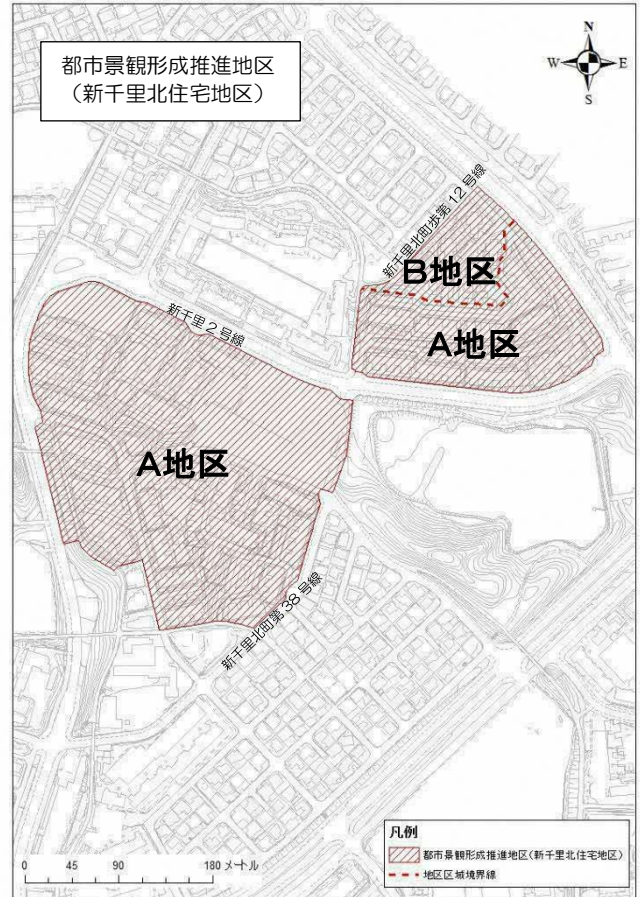 都市景観形成推進地区
（新千里北住宅地区）
N
W E
S
新千里北町歩第12号線
B地区
新千里2号線
A地区
A地区
新千里北町第38号線
凡例
都市景観形成推進地区(新千里北住宅地区)
地区区域境界線
0 45 90 180 メートル